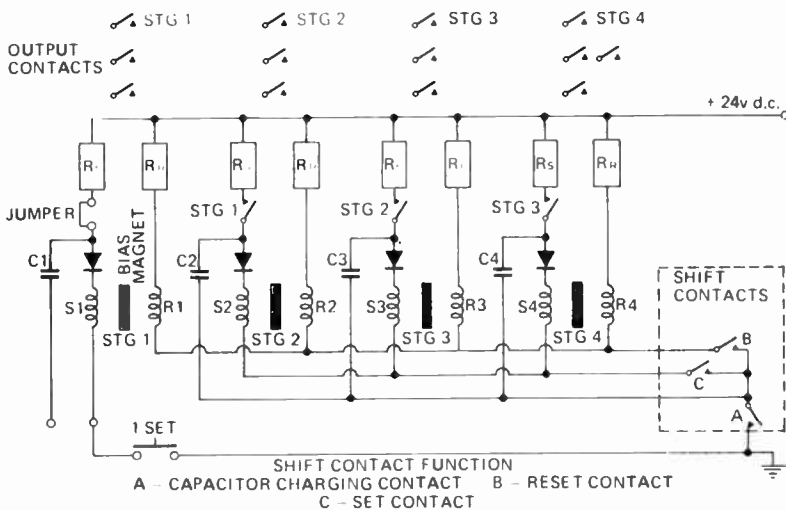 STG 1 STG 2 STG 3 STG 4
OUTPUT
CONTACTS
+ 24v d.c.
RS RR
JUMPER
STG 1 STG 2 STG 3
C1 C2 C3 C4
BIAS
MAGNET
S1 R1 S2 R2 S3 R3 S4 R4
STG 1 STG 2 STG 3 STG 4
SHIFT
CONTACTS
B
C
A
1 SET
SHIFT CONTACT FUNCTION
A - CAPACITOR CHARGING CONTACT B - RESET CONTACT
C - SET CONTACT